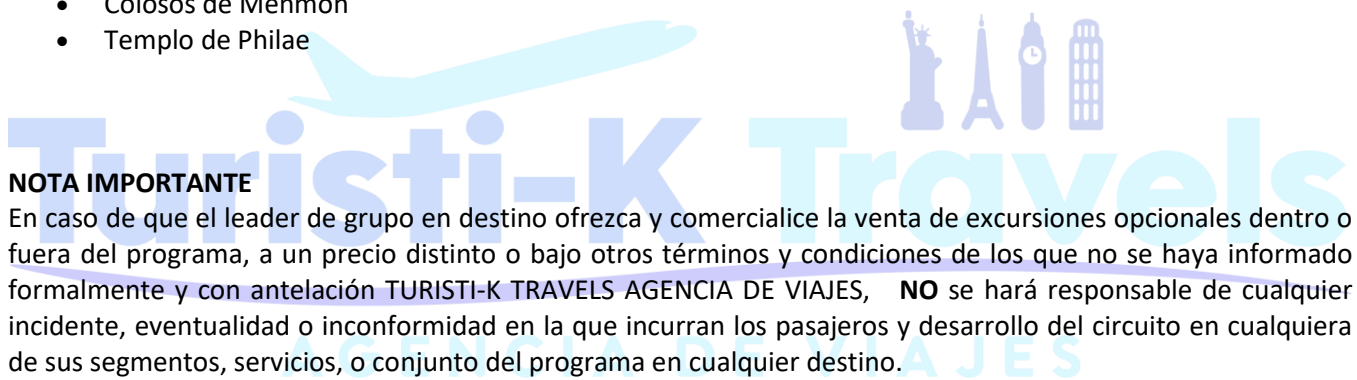 • Colosos de Memnon
• Templo de Philae
Turisti-K Travels
NOTA IMPORTANTE
En caso de que el leader de grupo en destino ofrezca y comercialice la venta de excursiones opcionales dentro o
fuera del programa, a un precio distinto o bajo otros términos y condiciones de los que no se haya informado
formalmente y con antelación TURISTI-K TRAVELS AGENCIA DE VIAJES, NO se hará responsable de cualquier
incidente, eventualidad o inconformidad en la que incurran los pasajeros y desarrollo del circuito en cualquiera
de sus segmentos, servicios, o conjunto del programa en cualquier destino.
AGENCIA DE VIAJES